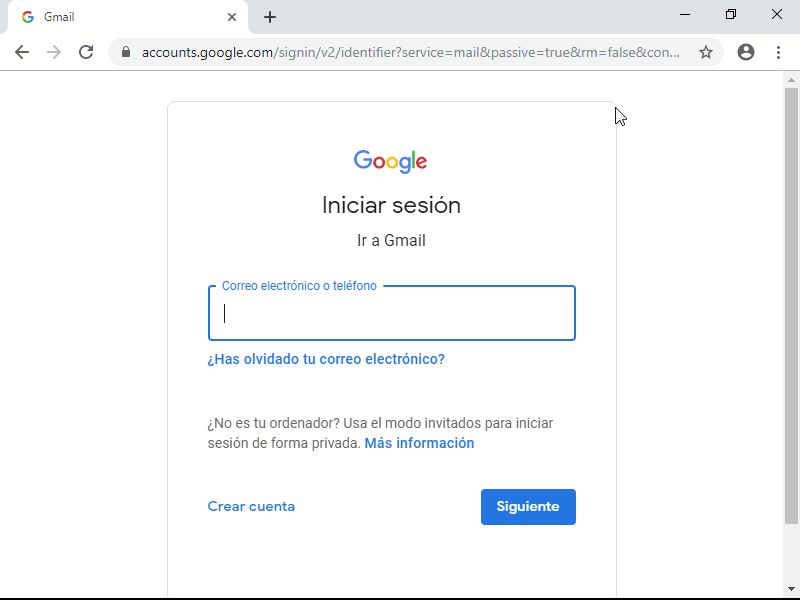 Gmail
accounts.google.com/signin/v2/identifier?service=mail&passive=true&rm=false&con...
Google
Iniciar sesión
Ir a Gmail
Correo electrónico o teléfono
¿Has olvidado tu correo electrónico?
¿No es tu ordenador? Usa el modo invitados para iniciar
sesión de forma privada. Más información
Crear cuenta
Siguiente